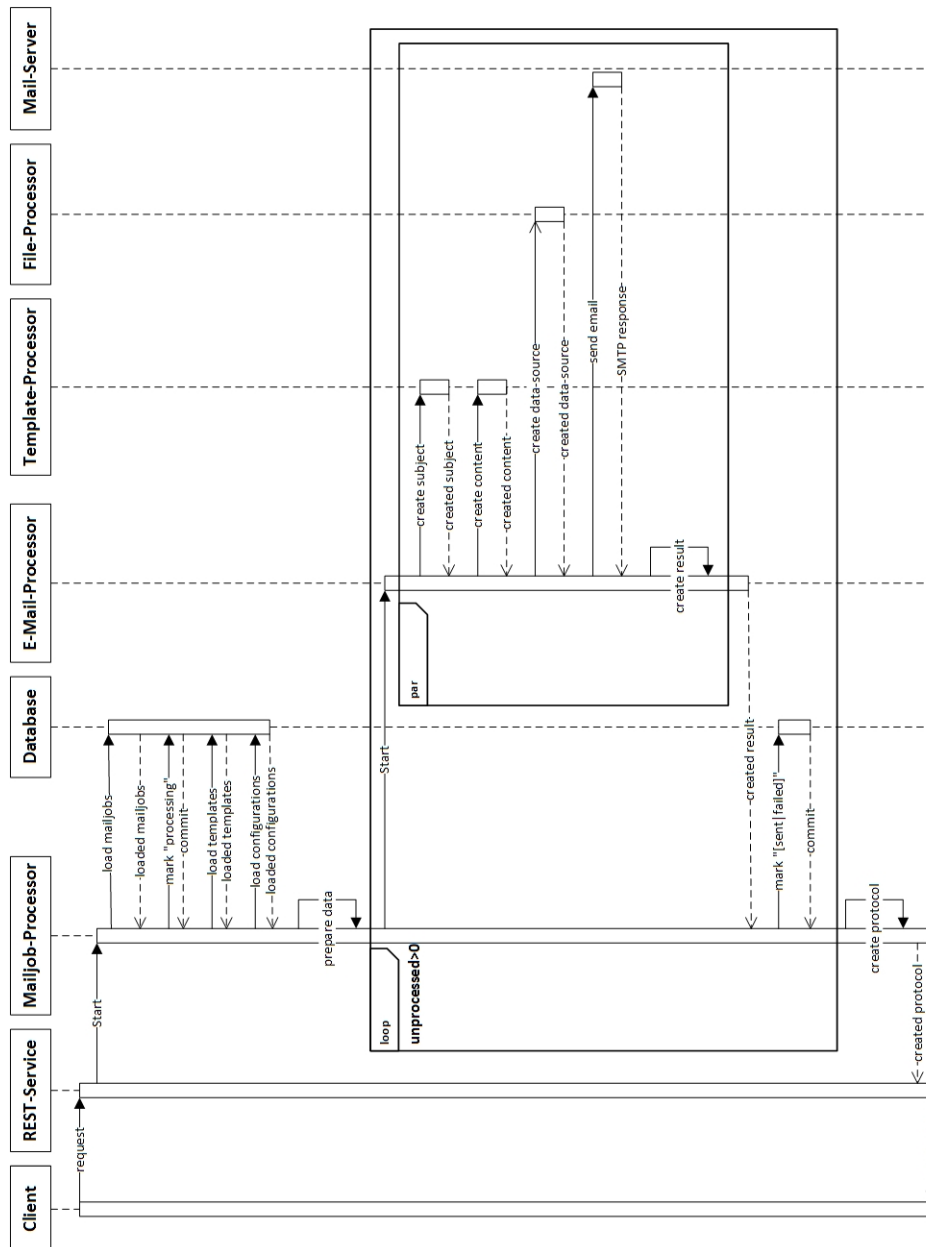 Client
REST-Service
Mailjob-Processor
Database
E-Mail-Processor
Template-Processor
File-Processor
Mail-Server
request
Start
load mailjobs
loaded mailjobs
mark "processing"
commit
load templates
loaded templates
load configurations
loaded configurations
prepare data
loop
unprocessed>0
Start
par
create subject
created subject
create content
created content
create data-source
created data-source
send email
SMTP response
create result
created result
mark "[sent|failed]"
commit
create protocol
created protocol